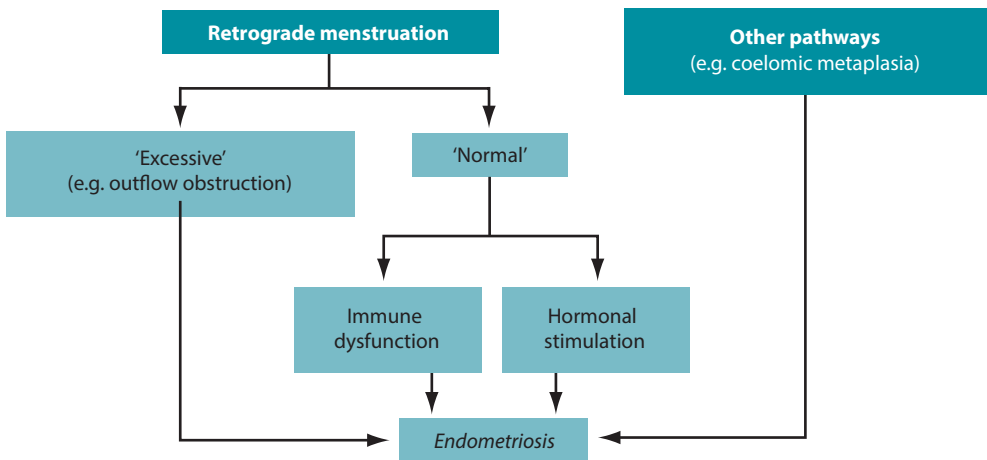 Retrograde menstruation
Other pathways
(e.g. coelomic metaplasia)
‘Excessive’
(e.g. outflow obstruction)
‘Normal’
Immune
dysfunction
Hormonal
stimulation
Endometriosis